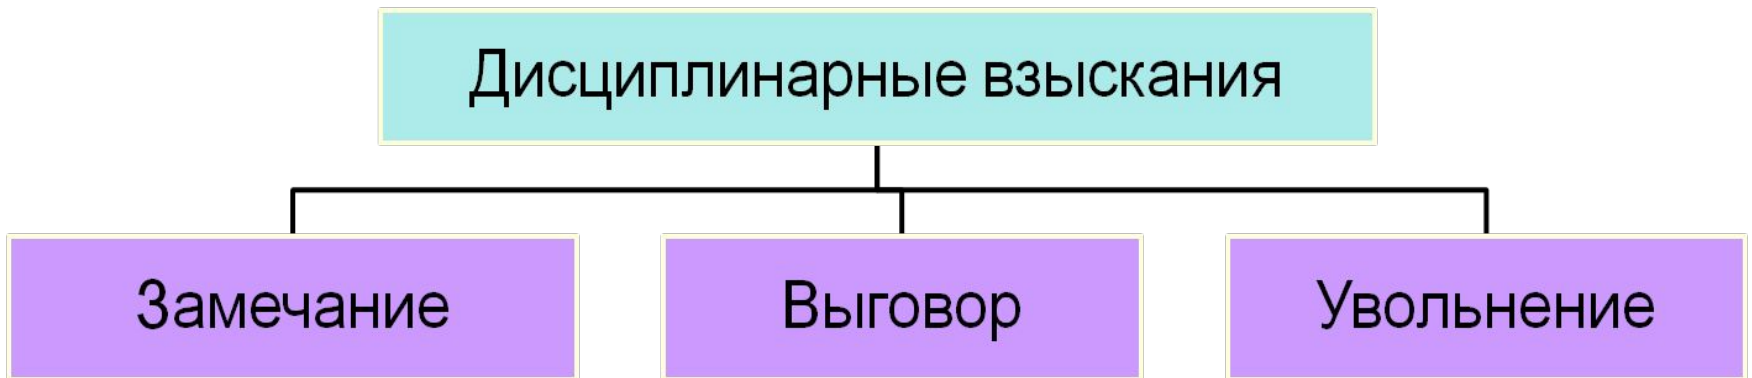 Дисциплинарные взыскания
Замечание
Выговор
Увольнение